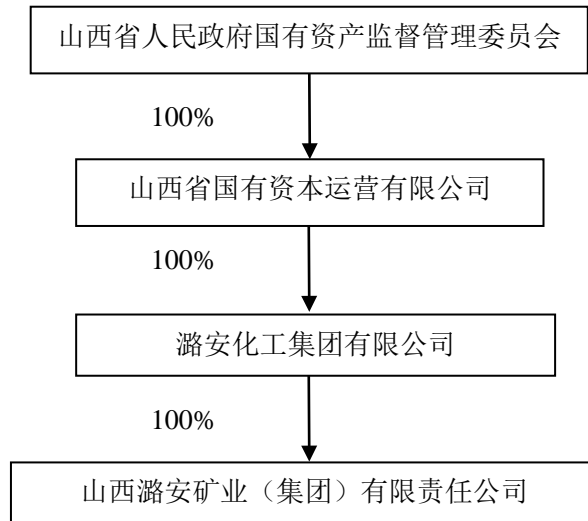 山西省人民政府国有资产监督管理委员会
100%
山西省国有资本运营有限公司
100%
潞安化工集团有限公司
100%
山西潞安矿业（集团）有限责任公司